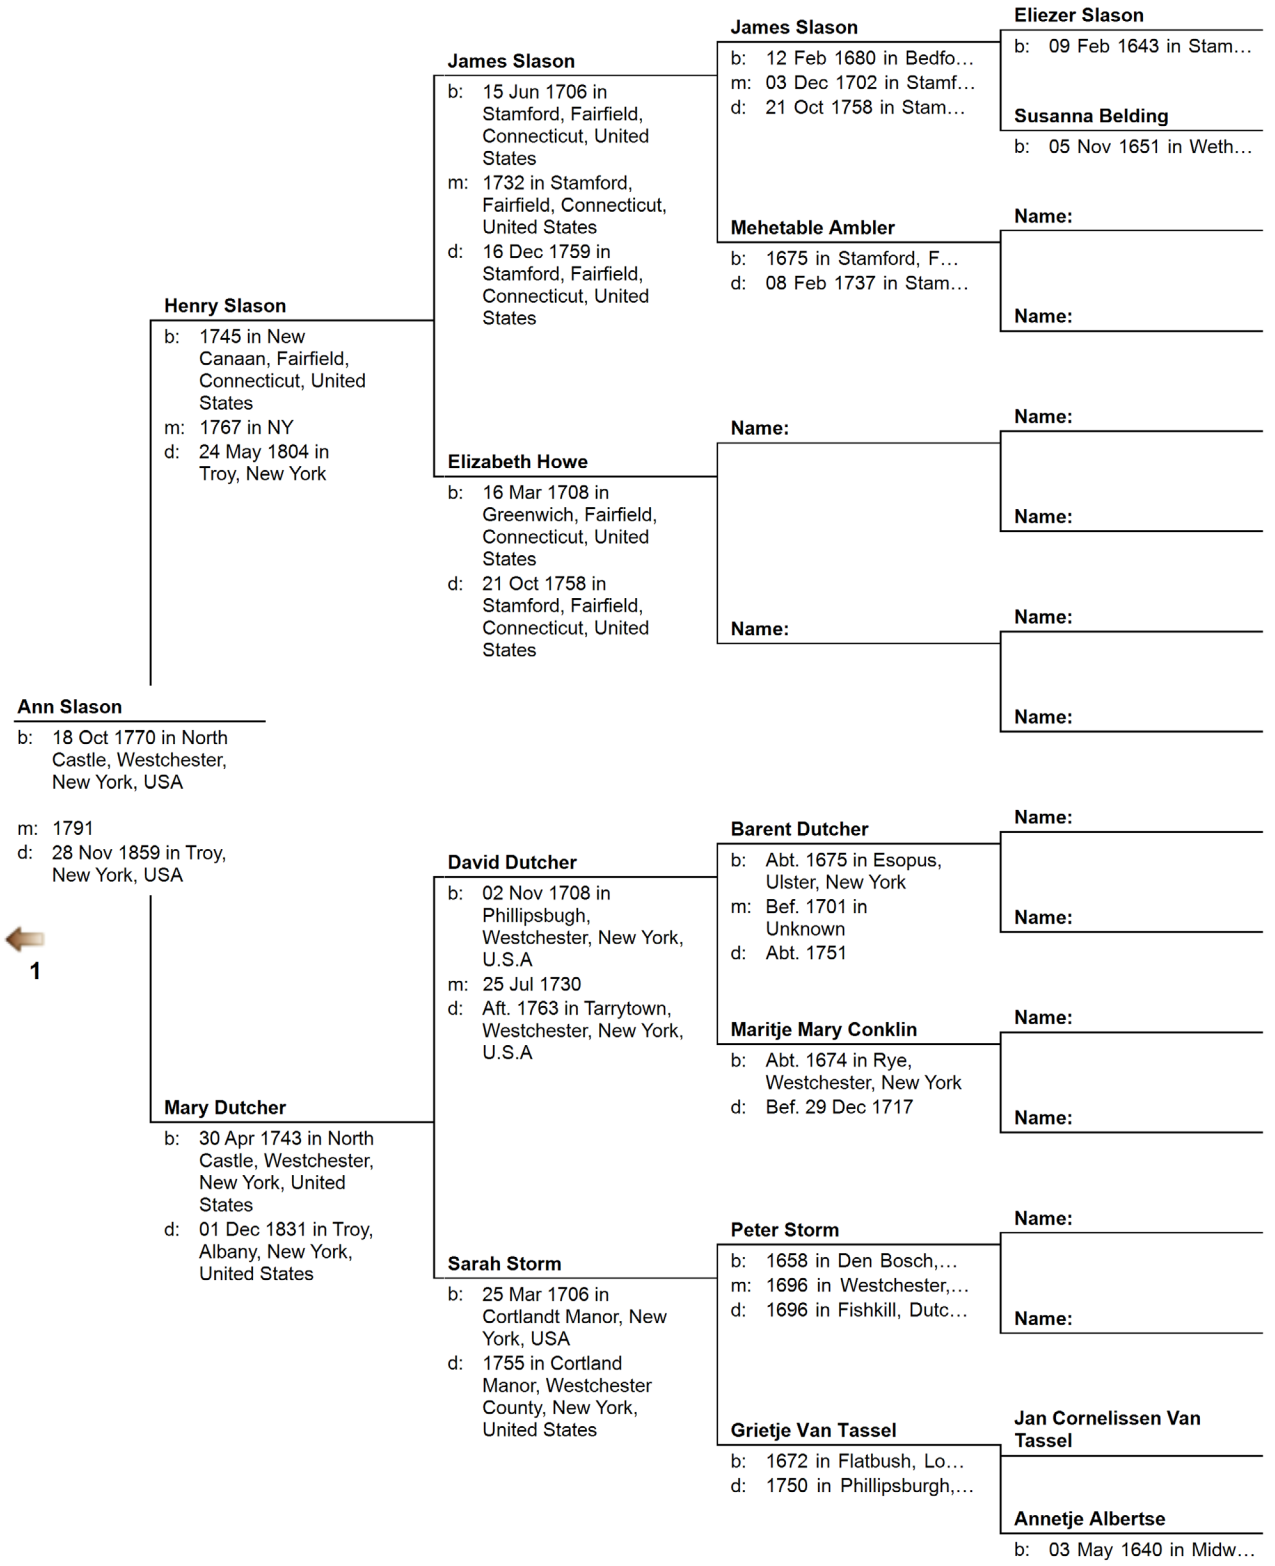 Eliezer Slason
b: 09 Feb 1643 in Stam...
James Slason
b: 12 Feb 1680 in Bedfo...
m: 03 Dec 1702 in Stamf...
d: 21 Oct 1758 in Stam...
Susanna Belding
b: 05 Nov 1651 in Weth...
James Slason
b: 15 Jun 1706 in
Stamford, Fairfield,
Connecticut, United
States
m: 1732 in Stamford,
Fairfield, Connecticut,
United States
d: 16 Dec 1759 in
Stamford, Fairfield,
Connecticut, United
States
Name:
Mehetable Ambler
b: 1675 in Stamford, F...
d: 08 Feb 1737 in Stam...
Name:
Henry Slason
b: 1745 in New
Canaan, Fairfield,
Connecticut, United
States
m: 1767 in NY
d: 24 May 1804 in
Troy, New York
Name:
Name:
Name:
Elizabeth Howe
b: 16 Mar 1708 in
Greenwich, Fairfield,
Connecticut, United
States
d: 21 Oct 1758 in
Stamford, Fairfield,
Connecticut, United
States
Name:
Name:
Name:
Ann Slason
b: 18 Oct 1770 in North
Castle, Westchester,
New York, USA
m: 1791
d: 28 Nov 1859 in Troy,
New York, USA
1
Name:
Barent Dutcher
b: Abt. 1675 in Esopus,
Ulster, New York
m: Bef. 1701 in
Unknown
d: Abt. 1751
Name:
David Dutcher
b: 02 Nov 1708 in
Phillipsbugh,
Westchester, New York,
U.S.A
m: 25 Jul 1730
d: Aft. 1763 in Tarrytown,
Westchester, New York,
U.S.A
Name:
Maritje Mary Conklin
b: Abt. 1674 in Rye,
Westchester, New York
d: Bef. 29 Dec 1717
Name:
Mary Dutcher
b: 30 Apr 1743 in North
Castle, Westchester,
New York, United
States
d: 01 Dec 1831 in Troy,
Albany, New York,
United States
Name:
Peter Storm
b: 1658 in Den Bosch,...
m: 1696 in Westchester,...
d: 1696 in Fishkill, Dutc...
Name:
Sarah Storm
b: 25 Mar 1706 in
Cortlandt Manor, New
York, USA
d: 1755 in Cortland
Manor, Westchester
County, New York,
United States
Jan Cornelissen Van
Tassel
Grietje Van Tassel
b: 1672 in Flatbush, Lo...
d: 1750 in Phillipsburgh,...
Annetje Albertse
b: 03 May 1640 in Midw...